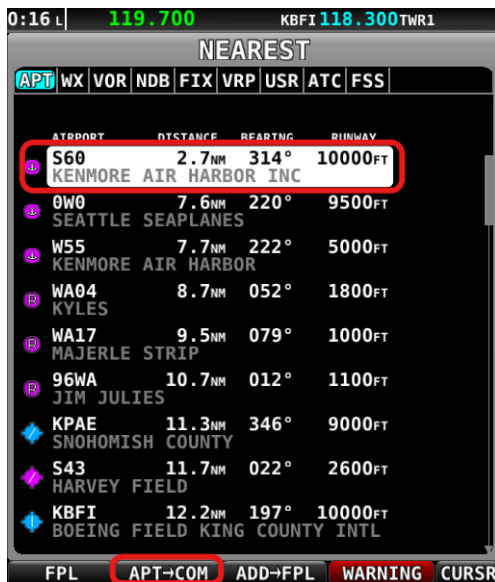 0:16 L 119.700 KBFI 118.300 TWR1
NEAREST
APT WX VOR NDB FIX VRP USR ATC FSS
AIRPORT DISTANCE BEARING RUNWAY
S60 2.7NM 314° 10000FT
KENMORE AIR HARBOR INC
0W0 7.6NM 220° 9500FT
SEATTLE SEAPLANES
W55 7.7NM 222° 5000FT
KENMORE AIR HARBOR
R WA04 8.7NM 052° 1800FT
KYLES
R WA17 9.5NM 079° 1000FT
MAJERLE STRIP
R 96WA 10.7NM 012° 1100FT
JIM JULIES
KPAE 11.3NM 346° 9000FT
SNOHOMISH COUNTY
S43 11.7NM 022° 2600FT
HARVEY FIELD
KBFI 12.2NM 197° 10000FT
BOEING FIELD KING COUNTY INTL
FPL APT→COM ADD→FPL WARNING CURSR